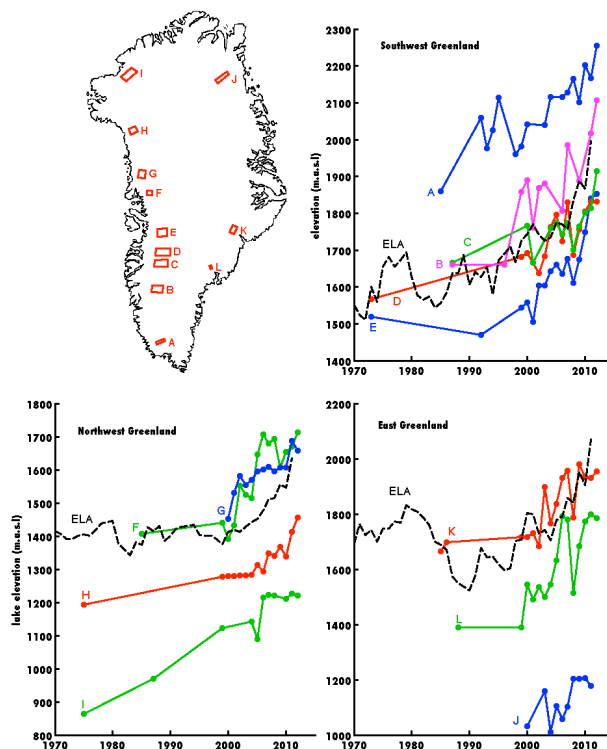 I
J
H
G
F
E
D
C
B
K
L
A
Southwest Greenland
elevation (m.a.s.l)
2300
2200
2100
2000
1900
1800
1700
1600
1500
1400
1970 1980 1990 2000 2010
A
B
C
ELA
D
E
Northwest Greenland
lake elevation (m.a.s.l)
1800
1700
1600
1500
1400
1300
1200
1100
1000
900
800
1970 1980 1990 2000 2010
ELA
F
G
H
I
East Greenland
2200
2000
1800
1600
1400
1200
1000
1970 1980 1990 2000 2010
ELA
K
L
J